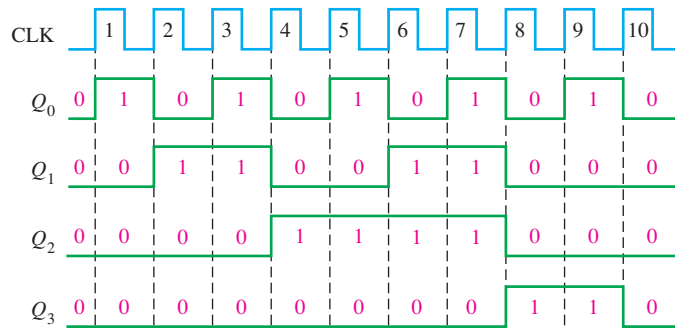 CLK 1 2 3 4 5 6 7 8 9 10
Q0 0 1 0 1 0 1 0 1 0 1 0
Q1 0 0 1 1 0 0 1 1 0 0 0
Q2 0 0 0 0 1 1 1 1 0 0 0
Q3 0 0 0 0 0 0 0 0 1 1 0